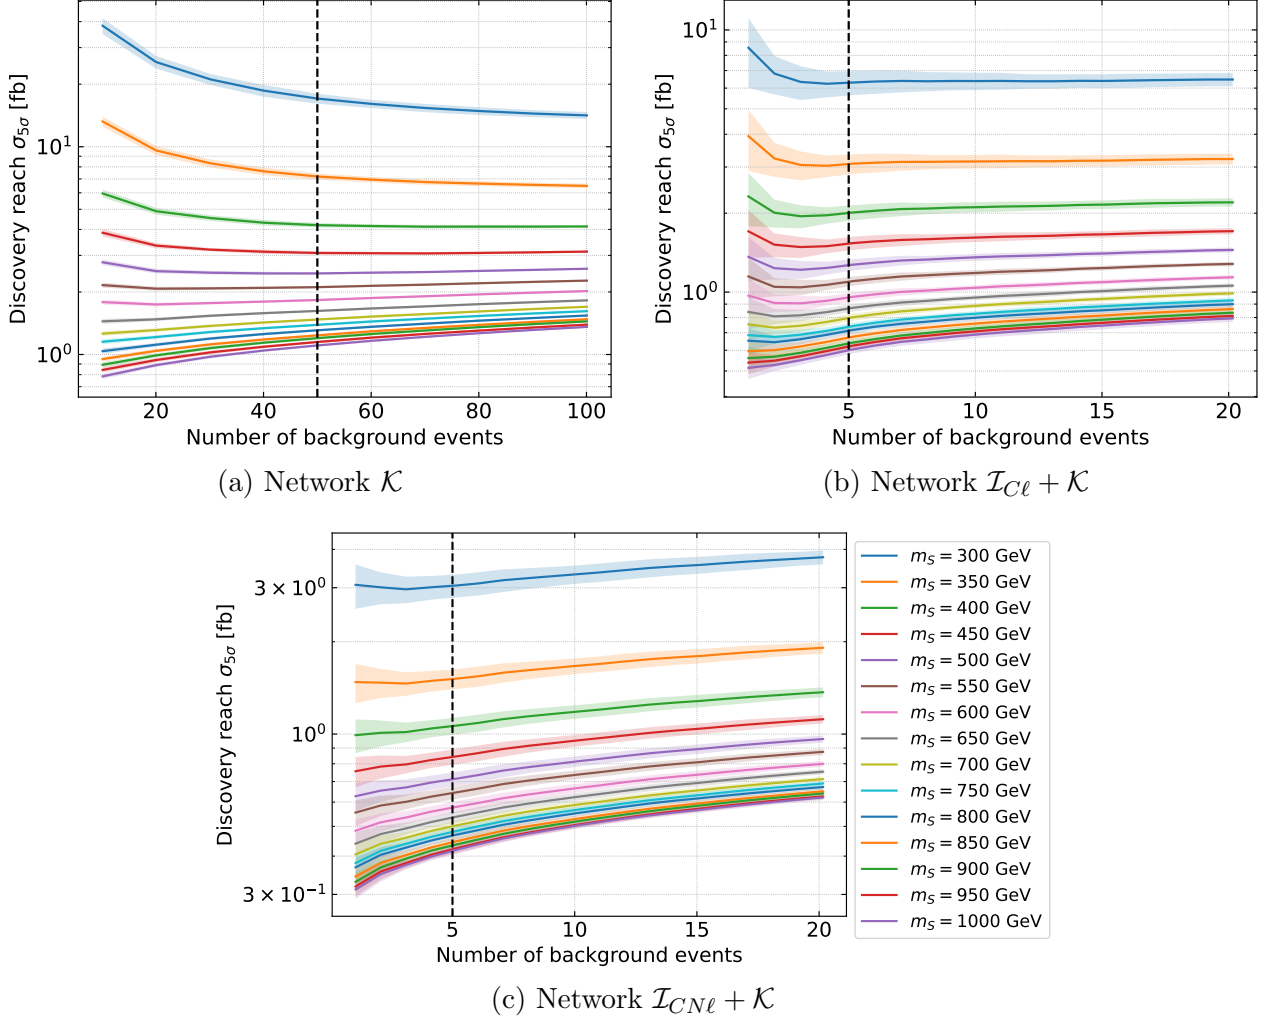 Discovery reach σ5σ [fb]
10^1
10^0
20 40 60 80 100
Number of background events
(a) Network 𝒦
Discovery reach σ5σ [fb]
10^1
10^0
5 10 15 20
Number of background events
(b) Network ℐCℓ + 𝒦
Discovery reach σ5σ [fb]
3 × 10^0
10^0
3 × 10^−1
5 10 15 20
Number of background events
(c) Network ℐCNℓ + 𝒦
mS = 300 GeV
mS = 350 GeV
mS = 400 GeV
mS = 450 GeV
mS = 500 GeV
mS = 550 GeV
mS = 600 GeV
mS = 650 GeV
mS = 700 GeV
mS = 750 GeV
mS = 800 GeV
mS = 850 GeV
mS = 900 GeV
mS = 950 GeV
mS = 1000 GeV